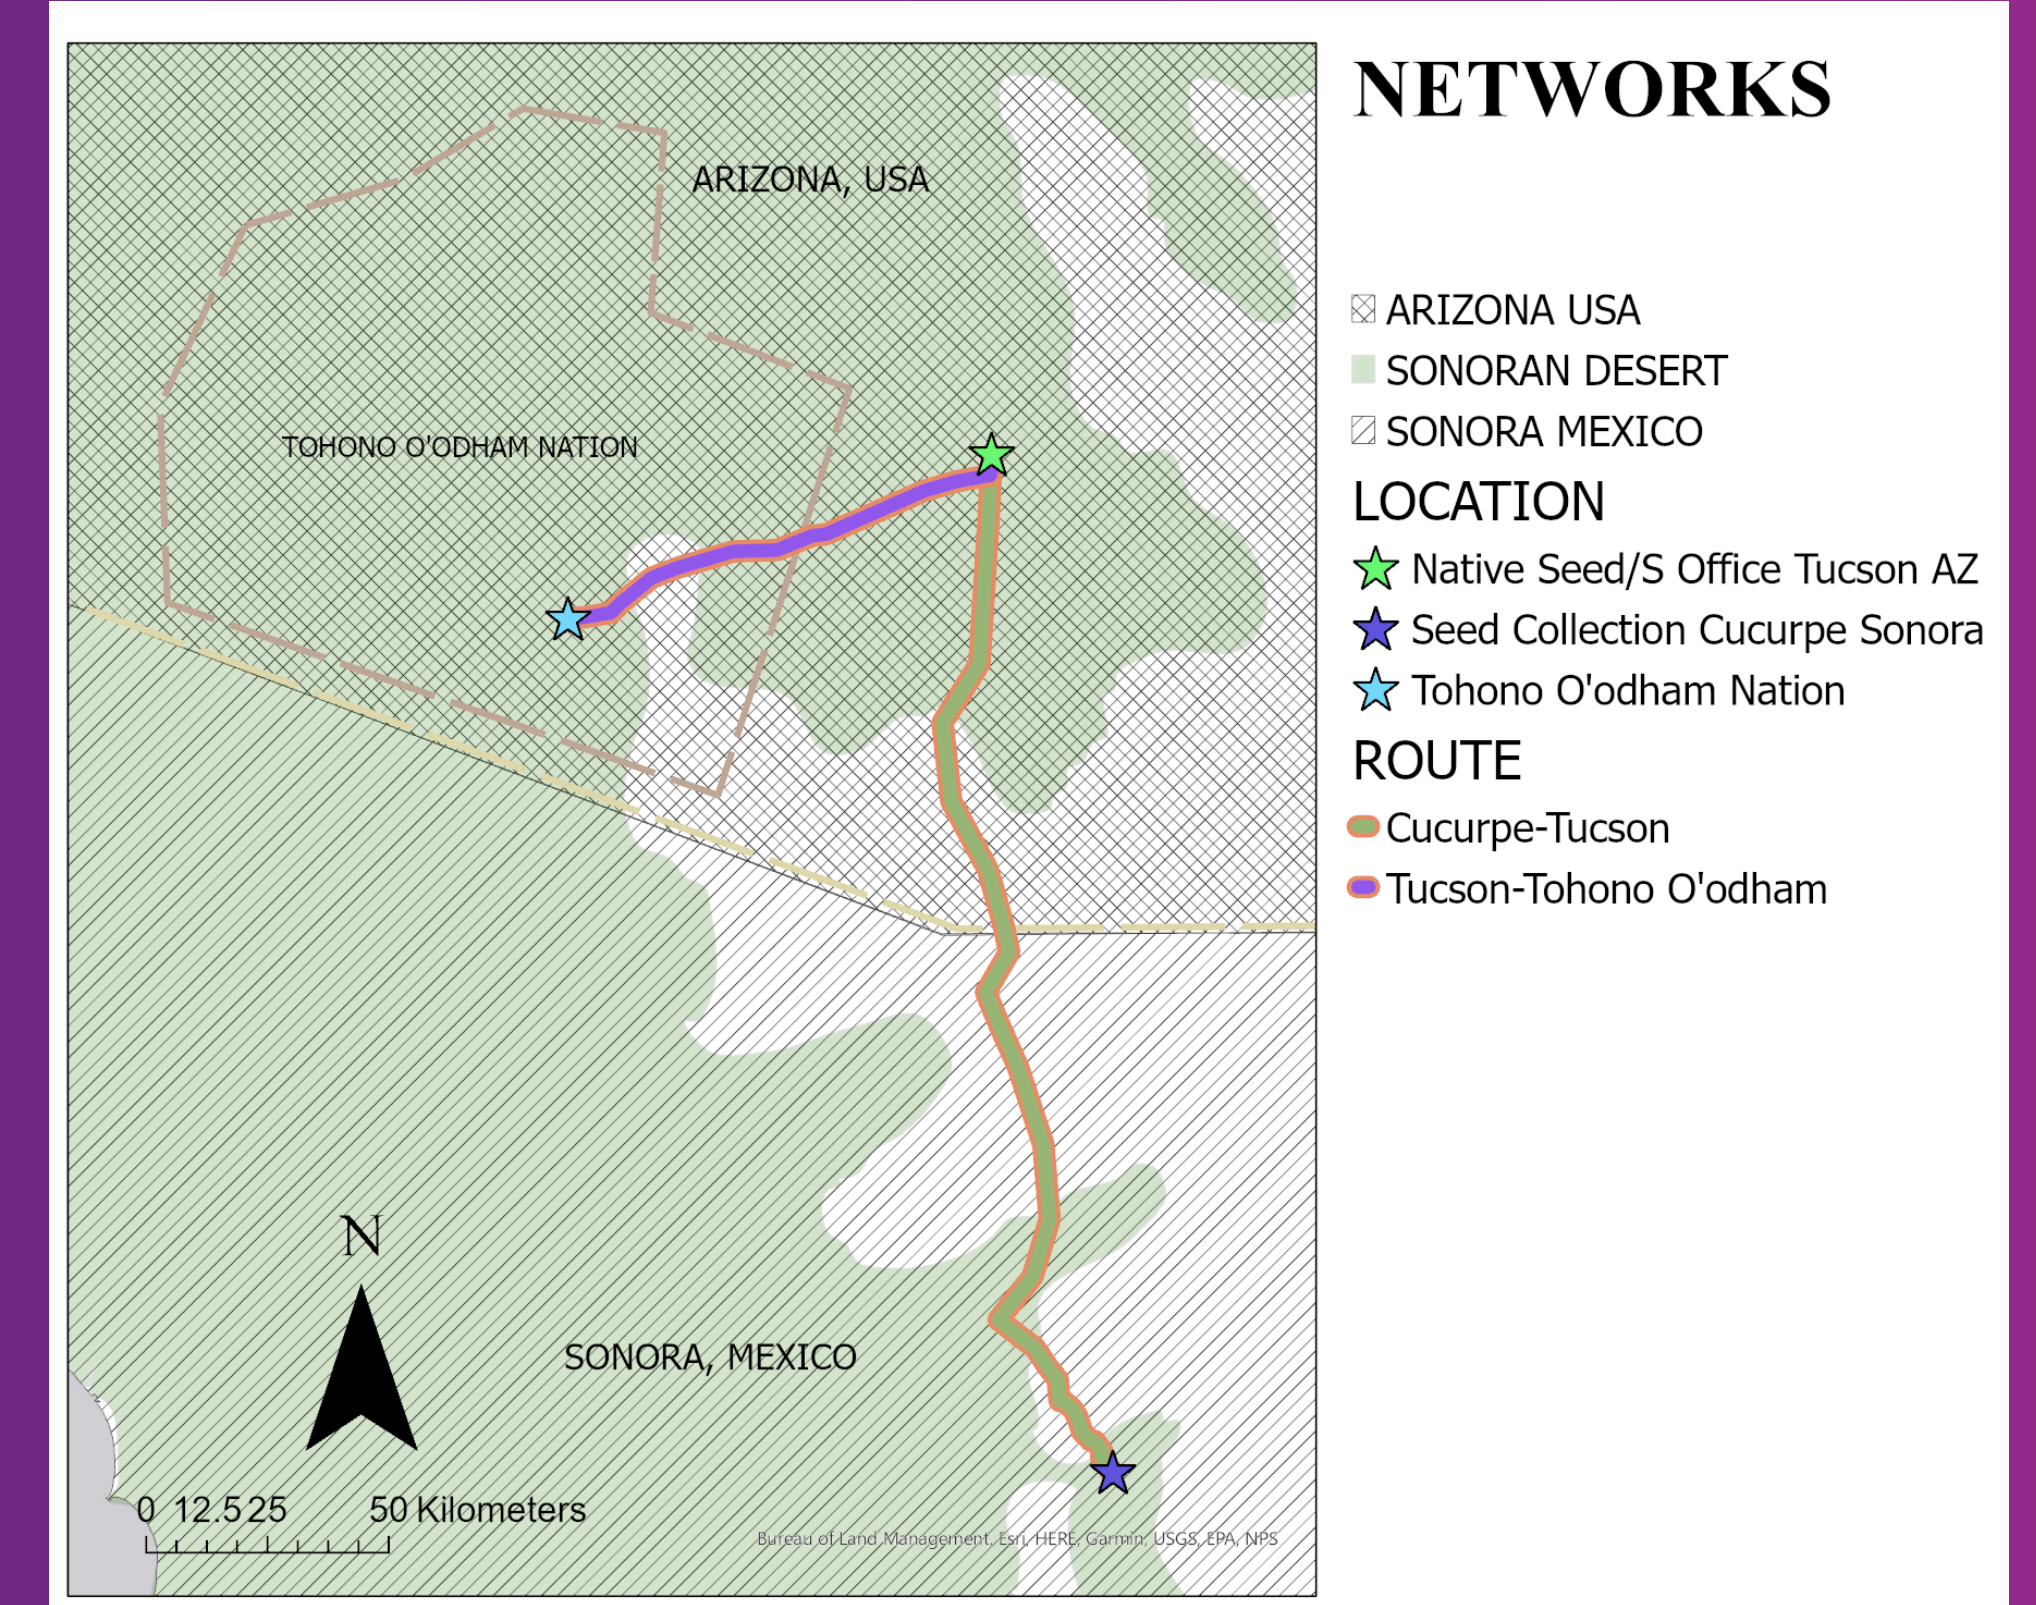 NETWORKS
ARIZONA, USA
TOHONO O'ODHAM NATION
SONORA, MEXICO
N
0 12.5 25 50 Kilometers
Bureau of Land Management, Esri, HERE, Garmin, USGS, EPA, NPS
ARIZONA USA
SONORAN DESERT
SONORA MEXICO
LOCATION
Native Seed/S Office Tucson AZ
Seed Collection Cucurpe Sonora
Tohono O'odham Nation
ROUTE
Cucurpe-Tucson
Tucson-Tohono O'odham